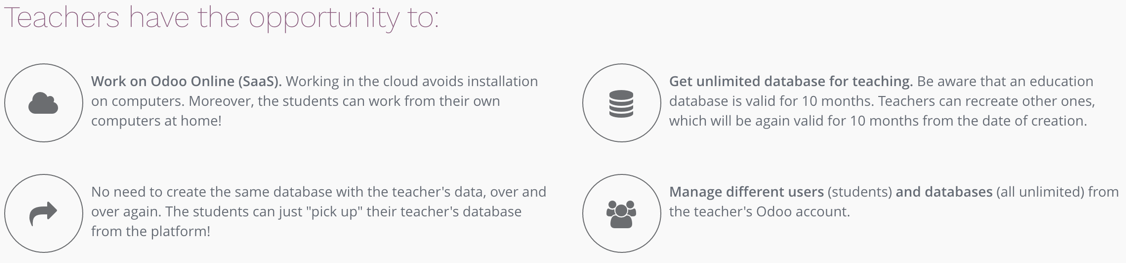 Teachers have the opportunity to:
Work on Odoo Online (SaaS). Working in the cloud avoids installation
on computers. Moreover, the students can work from their own
computers at home!
Get unlimited database for teaching. Be aware that an education
database is valid for 10 months. Teachers can recreate other ones,
which will be again valid for 10 months from the date of creation.
No need to create the same database with the teacher's data, over and
over again. The students can just "pick up" their teacher's database
from the platform!
Manage different users (students) and databases (all unlimited) from
the teacher's Odoo account.